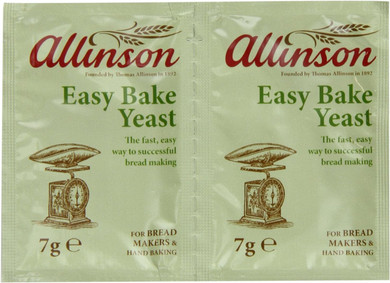 allinson
Founded by Thomas Allinson in 1892
Easy Bake
Yeast
The fast, easy
way to successful
bread making
7g e
FOR BREAD
MAKERS &
HAND BAKING
allinson
Founded by Thomas Allinson in 1892
Easy Bake
Yeast
The fast, easy
way to successful
bread making
7g e
FOR BREAD
MAKERS &
HAND BAKING